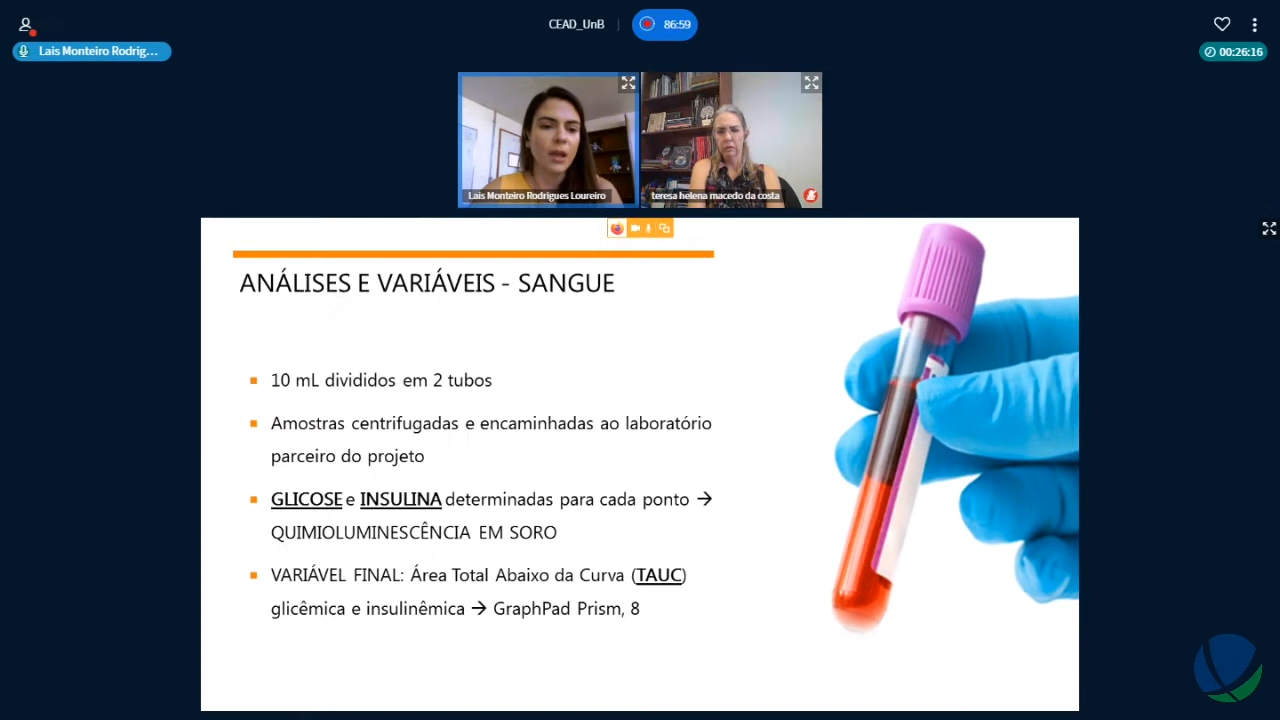 CEAD_UnB
86:59
Lais Monteiro Rodrig...
00:26:16
Lais Monteiro Rodrigues Loureiro
teresa helena macedo da costa
ANÁLISES E VARIÁVEIS - SANGUE
10 mL divididos em 2 tubos
Amostras centrifugadas e encaminhadas ao laboratório
parceiro do projeto
GLICOSE e INSULINA determinadas para cada ponto →
QUIMIOLUMINESCÊNCIA EM SORO
VARIÁVEL FINAL: Área Total Abaixo da Curva (TAUC)
glicêmica e insulinêmica → GraphPad Prism, 8